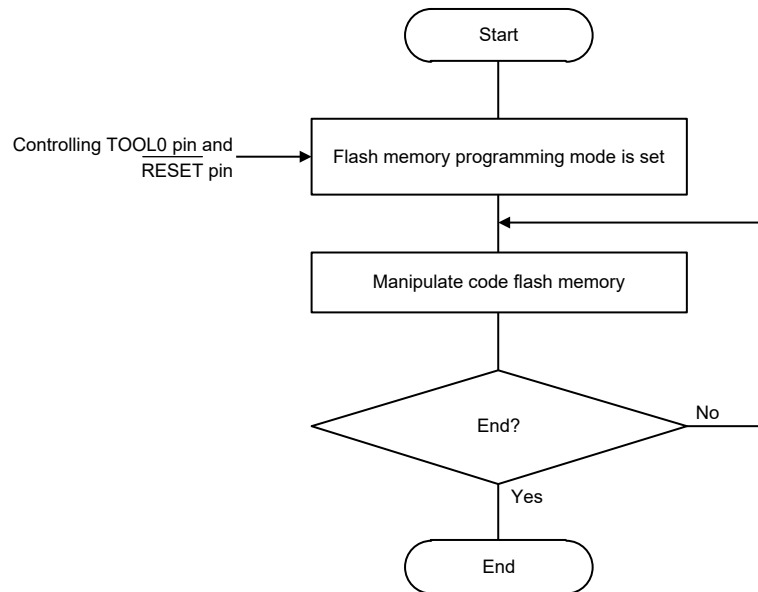 Start
Controlling TOOL0 pin and
RESET pin
Flash memory programming mode is set
Manipulate code flash memory
End?
No
Yes
End